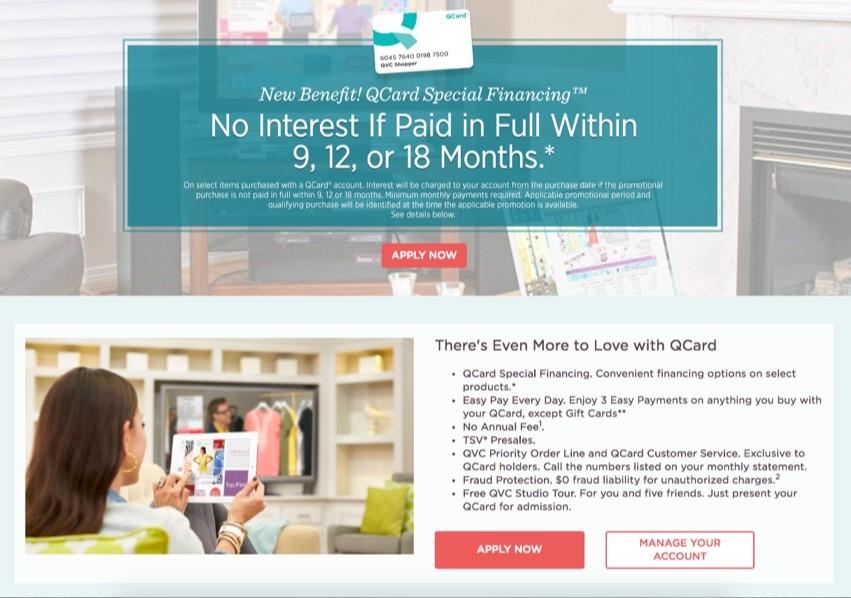 QCard
6045 7640 0198 7500
QVC Shopper
New Benefit! QCard Special Financing™
No Interest If Paid in Full Within
9, 12, or 18 Months.*
On select items purchased with a QCard® account. Interest will be charged to your account from the purchase date if the promotional
purchase is not paid in full within 9, 12 or 18 months. Minimum monthly payments required. Applicable promotional period and
qualifying purchase will be identified at the time the applicable promotion is available.
See details below.
APPLY NOW
There's Even More to Love with QCard
• QCard Special Financing. Convenient financing options on select
products.*
• Easy Pay Every Day. Enjoy 3 Easy Payments on anything you buy with
your QCard, except Gift Cards**
• No Annual Fee¹.
• TSV® Presales.
• QVC Priority Order Line and QCard Customer Service. Exclusive to
QCard holders. Call the numbers listed on your monthly statement.
• Fraud Protection. $0 fraud liability for unauthorized charges.²
• Free QVC Studio Tour. For you and five friends. Just present your
QCard for admission.
APPLY NOW
MANAGE YOUR
ACCOUNT